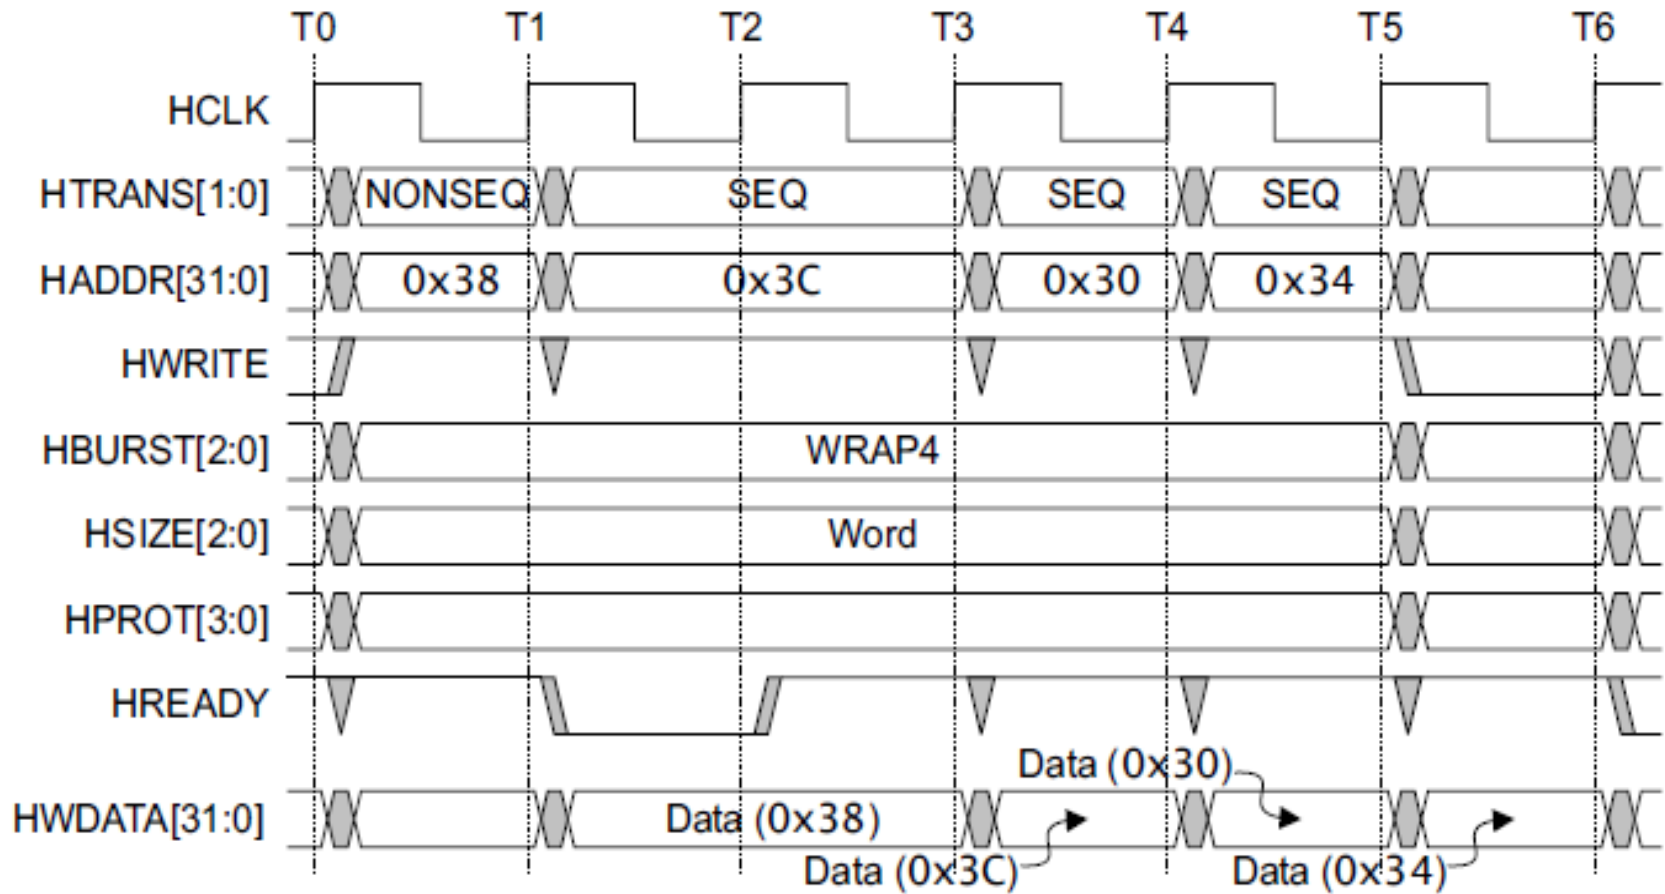 T0 T1 T2 T3 T4 T5 T6
HCLK
HTRANS[1:0] NONSEQ SEQ SEQ SEQ
HADDR[31:0] 0x38 0x3C 0x30 0x34
HWRITE
HBURST[2:0] WRAP4
HSIZE[2:0] Word
HPROT[3:0]
HREADY
Data (0x30)
HWDATA[31:0] Data (0x38)
Data (0x3C) Data (0x34)